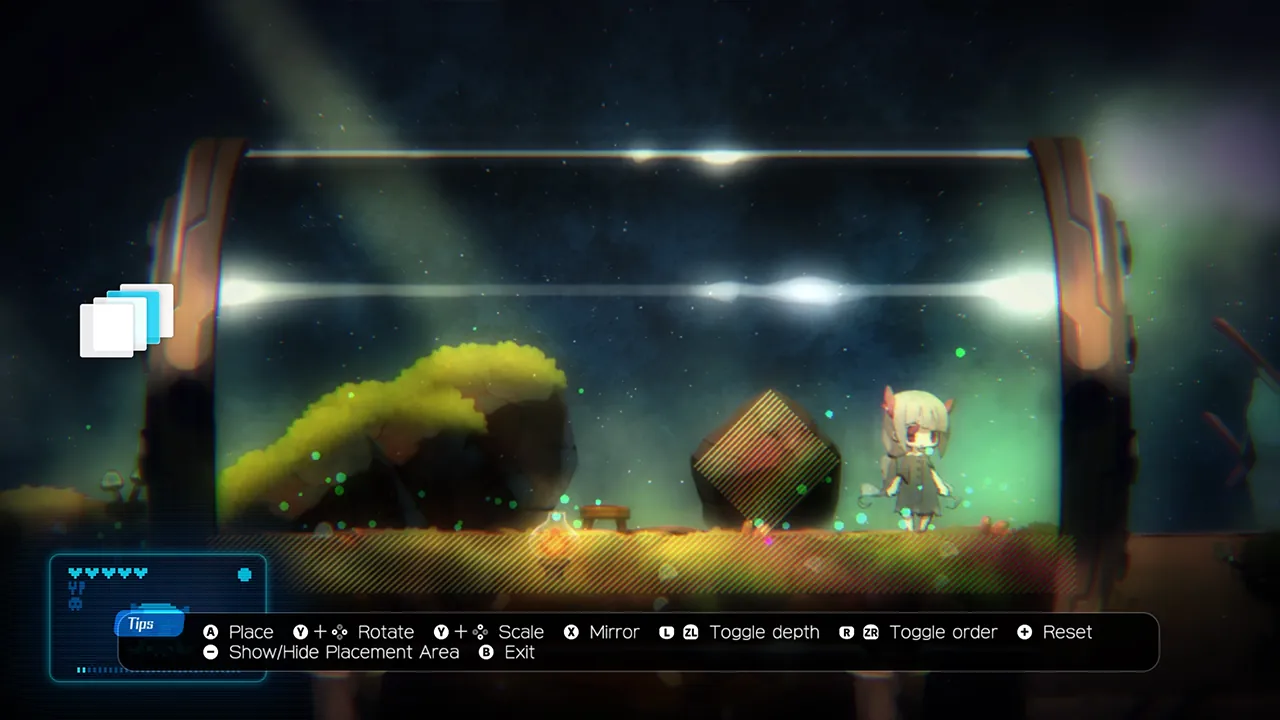 Tips
A Place Y + Rotate Y + Scale X Mirror L ZL Toggle depth R ZR Toggle order + Reset
- Show/Hide Placement Area B Exit